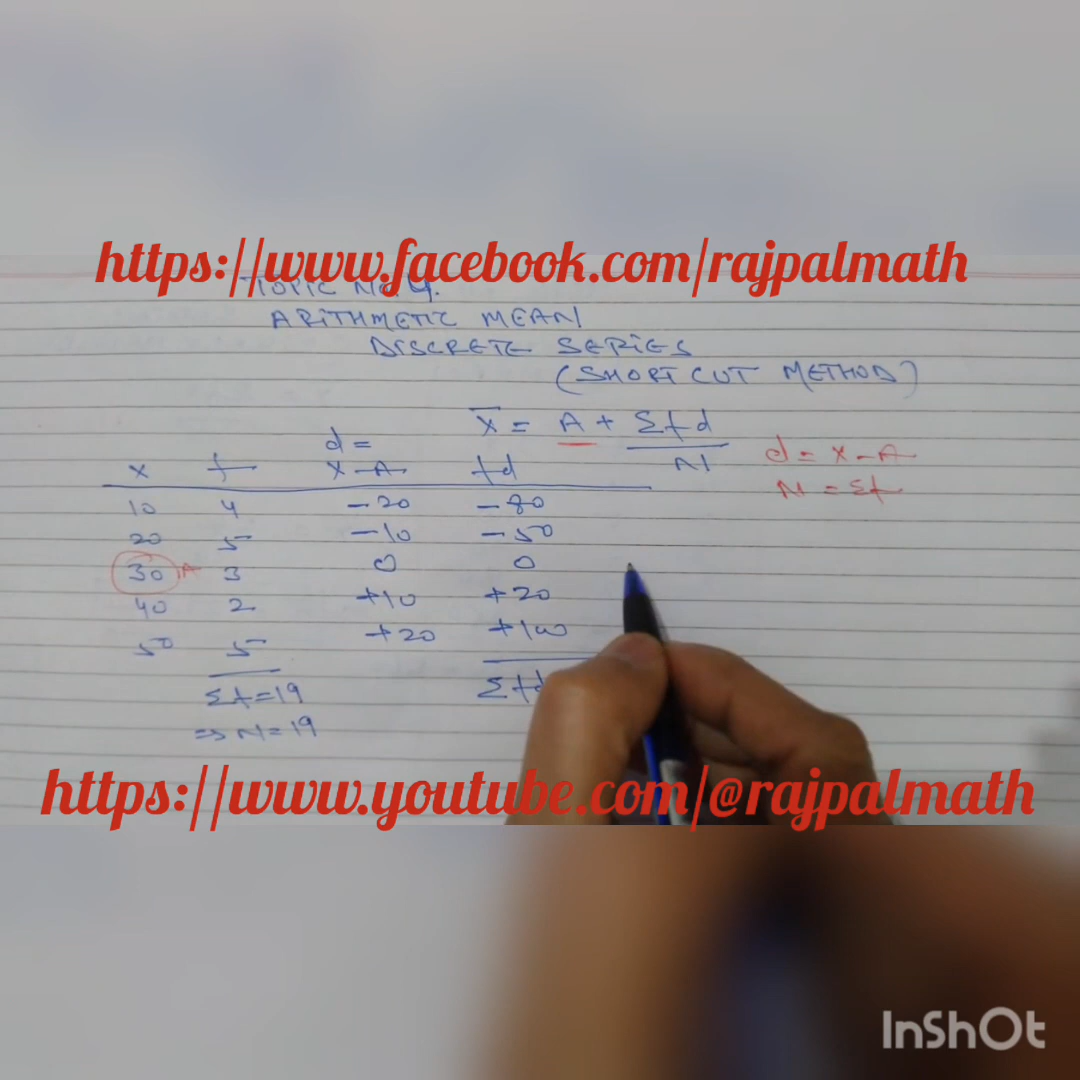 https://www.facebook.com/rajpalmath
TOPIC No. 4.
ARITHMETIC MEAN
DISCRETE SERIES
(SHORT CUT METHOD)
X̅ = A + Σfd / N
d = X - A
N = Σf
x f d = X - A fd
10 4 -20 -80
20 5 -10 -50
30 A 3 0 0
40 2 +10 +20
50 5 +20 +100
Σf = 19 Σfd
⇒ N = 19
https://www.youtube.com/@rajpalmath
InShOt